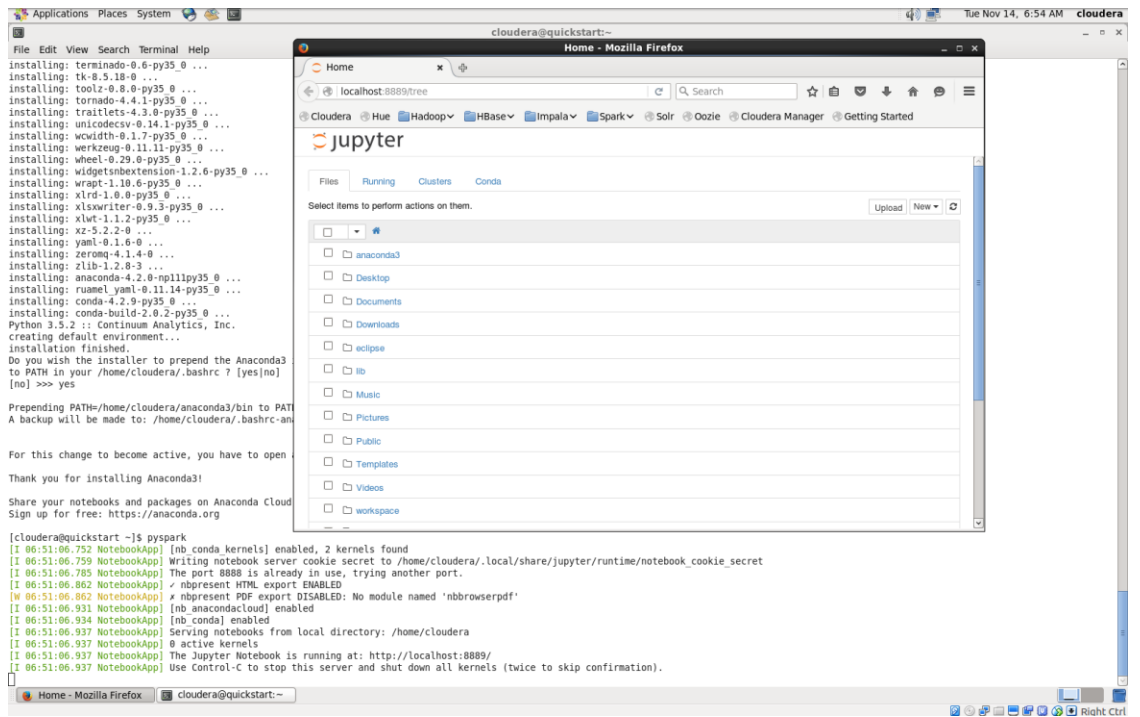 Applications Places System
Tue Nov 14, 6:54 AM cloudera
cloudera@quickstart:~
File Edit View Search Terminal Help
installing: terminado-0.6-py35_0 ...
installing: tk-8.5.18-0 ...
installing: toolz-0.8.0-py35_0 ...
installing: tornado-4.4.1-py35_0 ...
installing: traitlets-4.3.0-py35_0 ...
installing: unicodecsv-0.14.1-py35_0 ...
installing: wcwidth-0.1.7-py35_0 ...
installing: werkzeug-0.11.11-py35_0 ...
installing: wheel-0.29.0-py35_0 ...
installing: widgetsnbextension-1.2.6-py35_0 ...
installing: wrapt-1.10.6-py35_0 ...
installing: xlrd-1.0.0-py35_0 ...
installing: xlsxwriter-0.9.3-py35_0 ...
installing: xlwt-1.1.2-py35_0 ...
installing: xz-5.2.2-0 ...
installing: yaml-0.1.6-0 ...
installing: zeromq-4.1.4-0 ...
installing: zlib-1.2.8-3 ...
installing: anaconda-4.2.0-np111py35_0 ...
installing: ruamel_yaml-0.11.14-py35_0 ...
installing: conda-4.2.9-py35_0 ...
installing: conda-build-2.0.2-py35_0 ...
Python 3.5.2 :: Continuum Analytics, Inc.
creating default environment...
installation finished.
Do you wish the installer to prepend the Anaconda3
to PATH in your /home/cloudera/.bashrc ? [yes|no]
[no] >>> yes
Prepending PATH=/home/cloudera/anaconda3/bin to PAT
A backup will be made to: /home/cloudera/.bashrc-an
For this change to become active, you have to open
Thank you for installing Anaconda3!
Share your notebooks and packages on Anaconda Cloud
Sign up for free: https://anaconda.org
[cloudera@quickstart ~]$ pyspark
[I 06:51:06.752 NotebookApp] [nb_conda_kernels] enabled, 2 kernels found
[I 06:51:06.759 NotebookApp] Writing notebook server cookie secret to /home/cloudera/.local/share/jupyter/runtime/notebook_cookie_secret
[I 06:51:06.785 NotebookApp] The port 8888 is already in use, trying another port.
[I 06:51:06.862 NotebookApp] ✓ nbpresent HTML export ENABLED
[W 06:51:06.862 NotebookApp] ✗ nbpresent PDF export DISABLED: No module named 'nbbrowserpdf'
[I 06:51:06.931 NotebookApp] [nb_anacondacloud] enabled
[I 06:51:06.934 NotebookApp] [nb_conda] enabled
[I 06:51:06.937 NotebookApp] Serving notebooks from local directory: /home/cloudera
[I 06:51:06.937 NotebookApp] 0 active kernels
[I 06:51:06.937 NotebookApp] The Jupyter Notebook is running at: http://localhost:8889/
[I 06:51:06.937 NotebookApp] Use Control-C to stop this server and shut down all kernels (twice to skip confirmation).
Home - Mozilla Firefox
Home
localhost:8889/tree
Search
Cloudera Hue Hadoop HBase Impala Spark Solr Oozie Cloudera Manager Getting Started
jupyter
Files Running Clusters Conda
Select items to perform actions on them.
Upload New
anaconda3
Desktop
Documents
Downloads
eclipse
lib
Music
Pictures
Public
Templates
Videos
workspace
Home - Mozilla Firefox
cloudera@quickstart:~
Right Ctrl